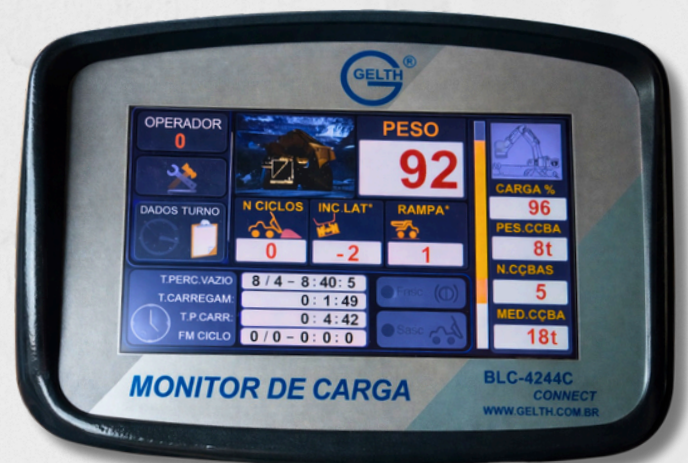 GELTH®
OPERADOR
0
PESO
92
CARGA %
96
DADOS TURNO
N CICLOS
0
INC.LAT°
- 2
RAMPA°
1
PES.CCBA
8t
N.CÇBAS
5
MED.CÇBA
18t
T.PERC.VAZIO
8 / 4 - 8: 40: 5
T.CARREGAM:
0: 1: 49
T.P.CARR:
0: 4: 42
FM CICLO
0 / 0 - 0: 0: 0
MONITOR DE CARGA
BLC-4244C
CONNECT
WWW.GELTH.COM.BR